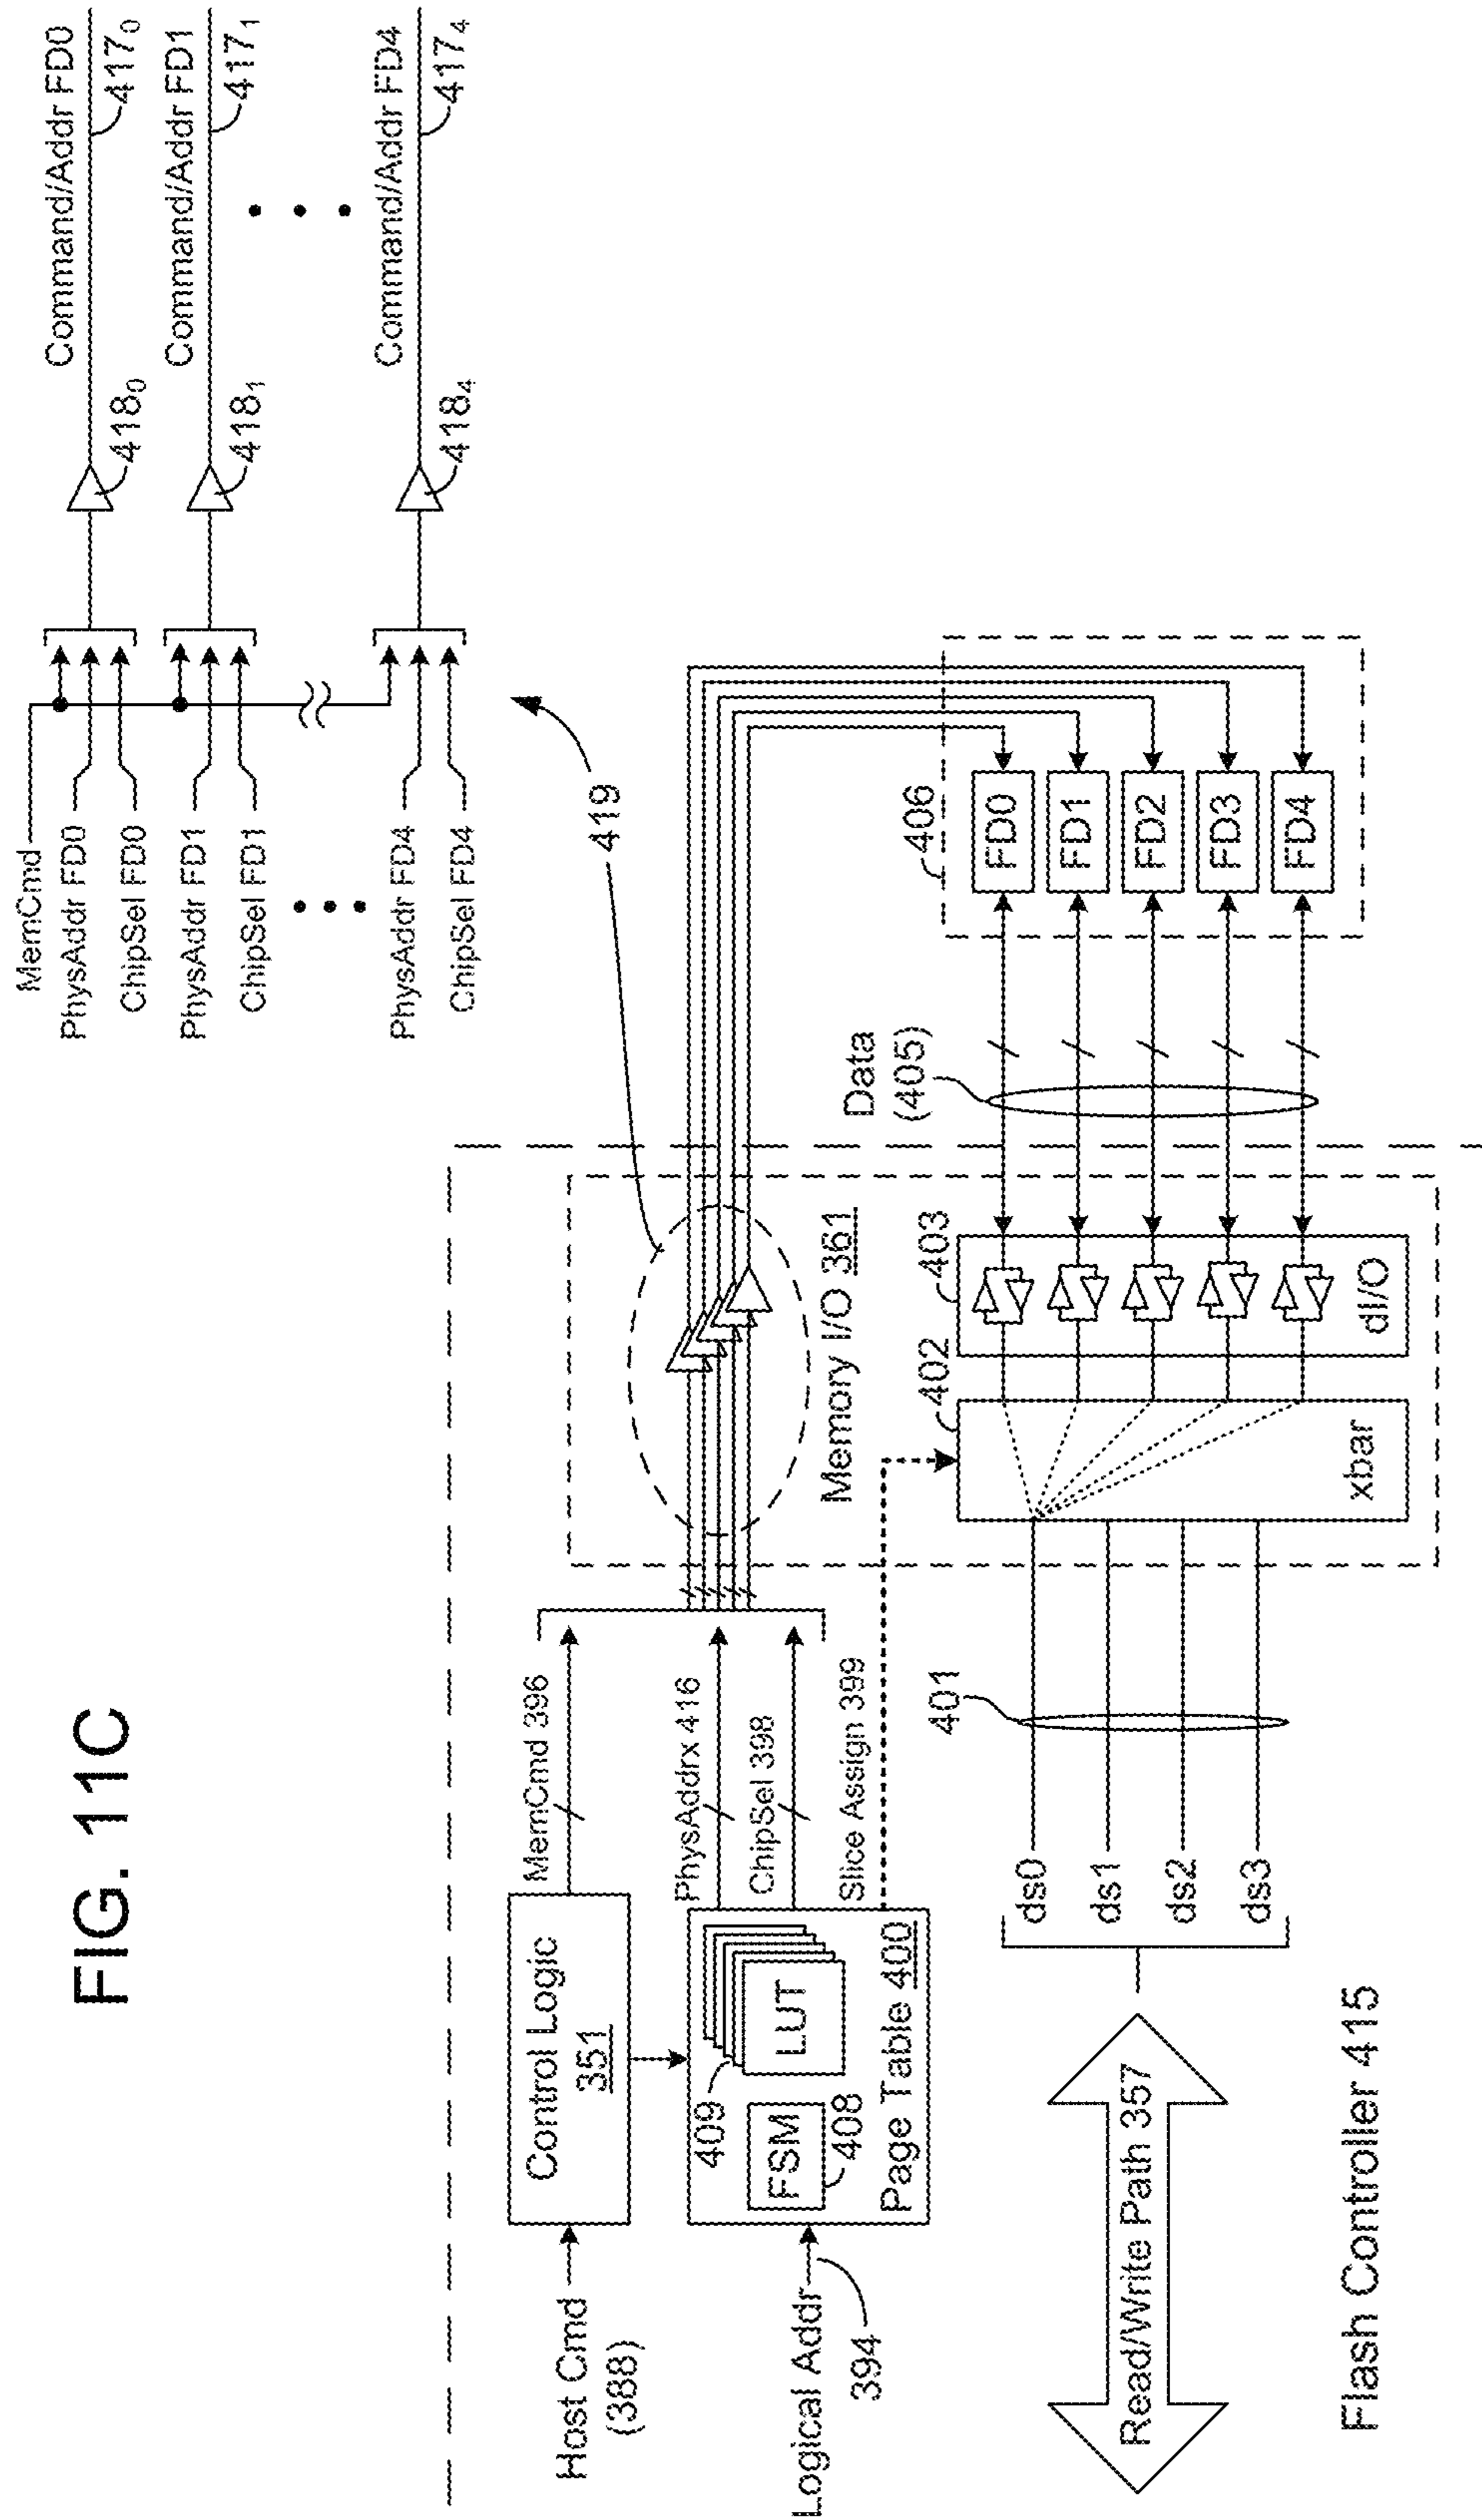 FIG. 11C
MemCmd
PhysAddr FD0
ChipSel FD0
PhysAddr FD1
ChipSel FD1
PhysAddr FD4
ChipSel FD4
418₀
418₁
418₄
Command/Addr FD0
417₀
Command/Addr FD1
417₁
Command/Addr FD4
417₄
419
Host Cmd
(388)
Control Logic
351
MemCmd 396
Logical Addr
394
FSM
408
409
LUT
Page Table 400
PhysAddrx 416
ChipSel 398
Slice Assign 399
Memory I/O 361
406
FD0
FD1
FD2
FD3
FD4
Data
(405)
402
403
xbar
dI/O
401
ds0
ds1
ds2
ds3
Read/Write Path 357
Flash Controller 415